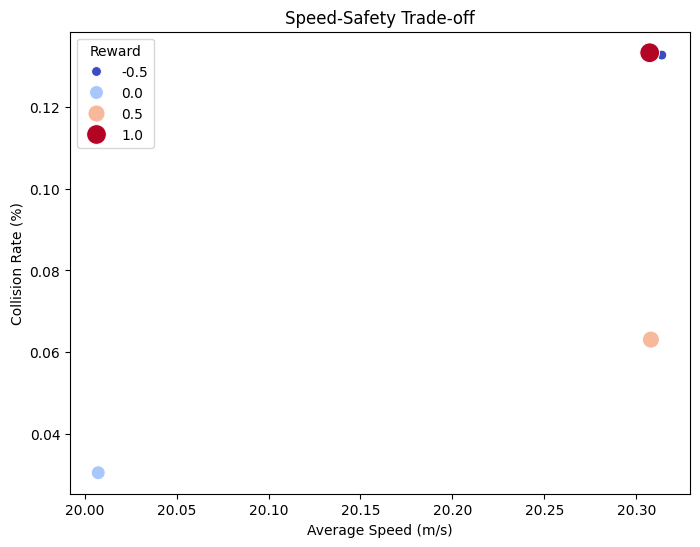 Speed-Safety Trade-off
Reward
-0.5
0.0
0.5
1.0
0.12
0.10
0.08
0.06
0.04
Collision Rate (%)
20.00 20.05 20.10 20.15 20.20 20.25 20.30
Average Speed (m/s)